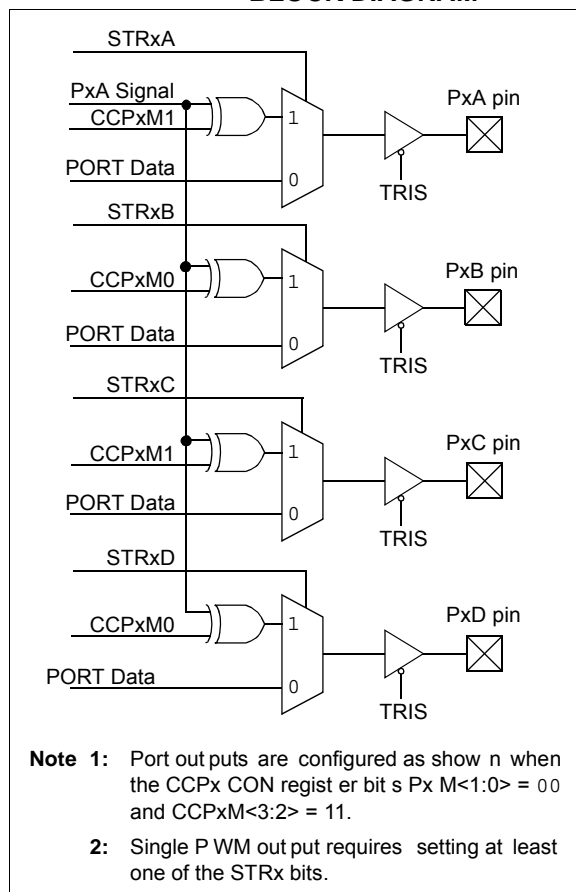 BLOCK DIAGRAM
STRxA
PxA Signal
CCPxM1
1
PxA pin
PORT Data
0
TRIS
STRxB
CCPxM0
1
PxB pin
PORT Data
0
TRIS
STRxC
CCPxM1
1
PxC pin
PORT Data
0
TRIS
STRxD
CCPxM0
1
PxD pin
PORT Data
0
TRIS
Note 1: Port out puts are configured as show n when
the CCPx CON regist er bit s Px M<1:0> = 00
and CCPxM<3:2> = 11.
2: Single P WM out put requires setting at least
one of the STRx bits.